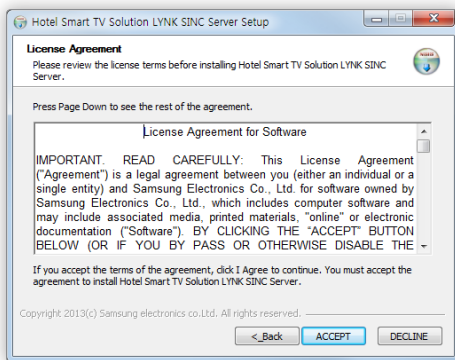 Hotel Smart TV Solution LYNK SINC Server Setup
License Agreement
Please review the license terms before installing Hotel Smart TV Solution LYNK SINC
Server.
Press Page Down to see the rest of the agreement.
License Agreement for Software
IMPORTANT. READ CAREFULLY: This License Agreement
("Agreement") is a legal agreement between you (either an individual or a
single entity) and Samsung Electronics Co., Ltd. for software owned by
Samsung Electronics Co., Ltd., which includes computer software and
may include associated media, printed materials, "online" or electronic
documentation ("Software"). BY CLICKING THE "ACCEPT" BUTTON
BELOW (OR IF YOU BY PASS OR OTHERWISE DISABLE THE
If you accept the terms of the agreement, click I Agree to continue. You must accept the
agreement to install Hotel Smart TV Solution LYNK SINC Server.
Copyright 2013(c) Samsung electronics co.Ltd. All rights reserved.
<_Back ACCEPT DECLINE